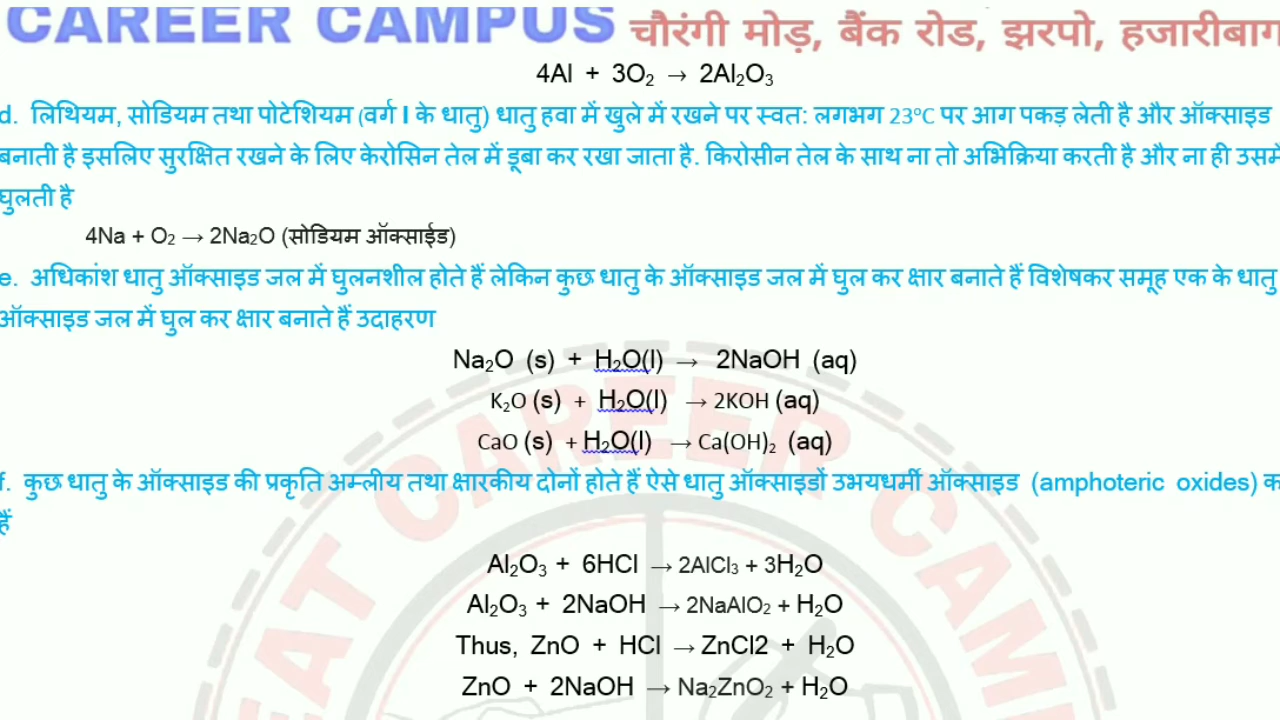 CAREER CAMPUS चौरंगी मोड़, बैंक रोड, झरपो, हजारीबाग
4Al + 3O₂ → 2Al₂O₃
d. लिथियम, सोडियम तथा पोटेशियम (वर्ग I के धातु) धातु हवा में खुले में रखने पर स्वत: लगभग 23°C पर आग पकड़ लेती है और ऑक्साइड
बनाती है इसलिए सुरक्षित रखने के लिए केरोसिन तेल में डूबा कर रखा जाता है. किरोसीन तेल के साथ ना तो अभिक्रिया करती है और ना ही उसमें
घुलती है
4Na + O₂ → 2Na₂O (सोडियम ऑक्साईड)
e. अधिकांश धातु ऑक्साइड जल में घुलनशील होते हैं लेकिन कुछ धातु के ऑक्साइड जल में घुल कर क्षार बनाते हैं विशेषकर समूह एक के धातु
ऑक्साइड जल में घुल कर क्षार बनाते हैं उदाहरण
Na₂O (s) + H₂O(l) → 2NaOH (aq)
K₂O (s) + H₂O(l) → 2KOH (aq)
CaO (s) + H₂O(l) → Ca(OH)₂ (aq)
f. कुछ धातु के ऑक्साइड की प्रकृति अम्लीय तथा क्षारकीय दोनों होते हैं ऐसे धातु ऑक्साइडों उभयधर्मी ऑक्साइड (amphoteric oxides) क
हैं
Al₂O₃ + 6HCl → 2AlCl₃ + 3H₂O
Al₂O₃ + 2NaOH → 2NaAlO₂ + H₂O
Thus, ZnO + HCl → ZnCl2 + H₂O
ZnO + 2NaOH → Na₂ZnO₂ + H₂O
EAT CAREER CAM